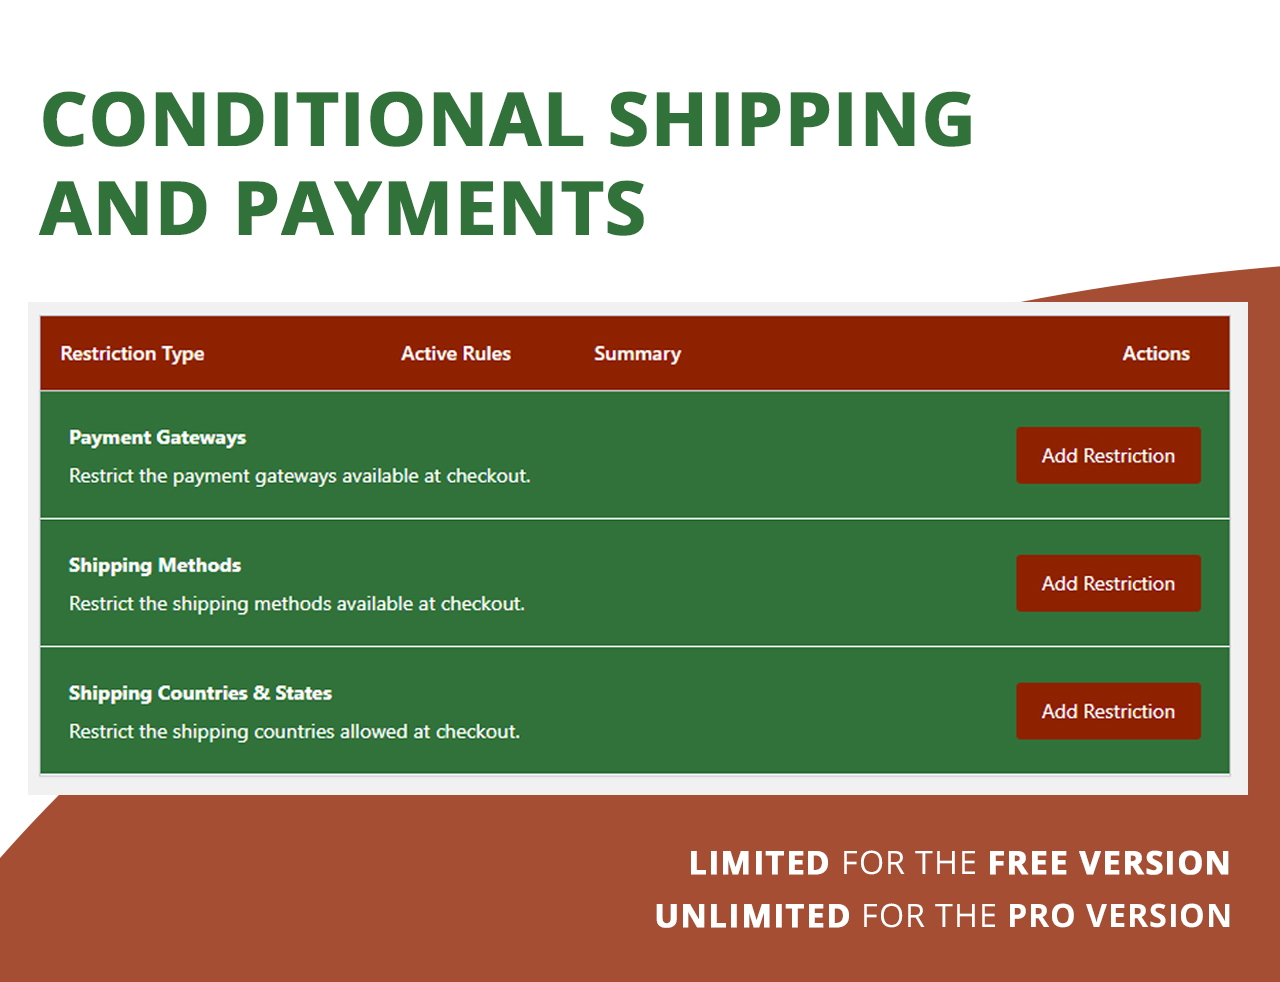 CONDITIONAL SHIPPING
AND PAYMENTS
Restriction Type Active Rules Summary Actions
Payment Gateways
Restrict the payment gateways available at checkout.
Add Restriction
Shipping Methods
Restrict the shipping methods available at checkout.
Add Restriction
Shipping Countries & States
Restrict the shipping countries allowed at checkout.
Add Restriction
LIMITED FOR THE FREE VERSION
UNLIMITED FOR THE PRO VERSION